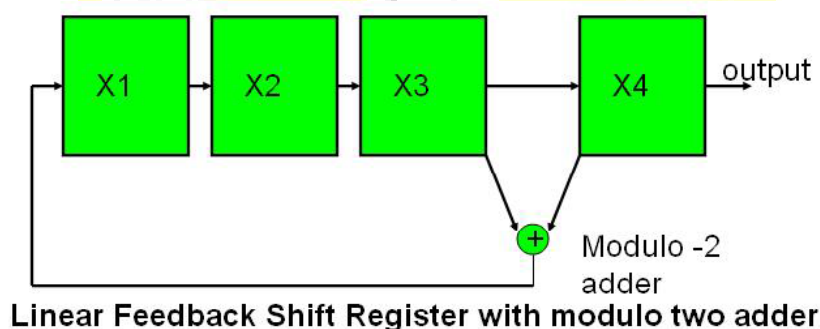 X1 X2 X3 X4 output
+ Modulo -2
adder
Linear Feedback Shift Register with modulo two adder